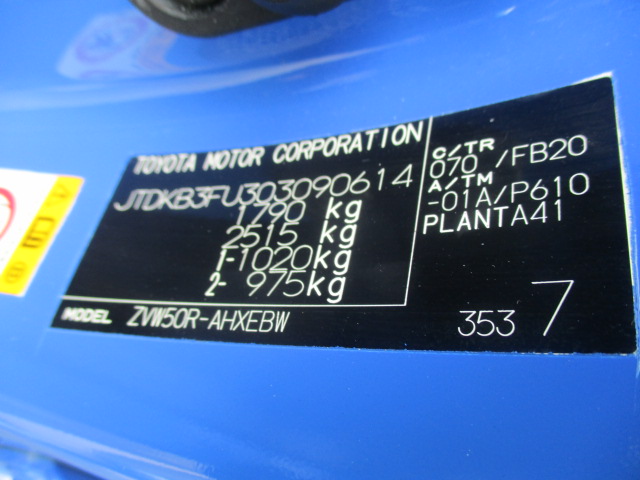 TOYOTA MOTOR CORPORATION
JTDKB3FU303090614
1790 kg
2515 kg
1-1020kg
2- 975kg
C/TR
070 /FB20
A/TM
-01A/P610
PLANTA41
MODEL ZVW50R-AHXEBW
353 7